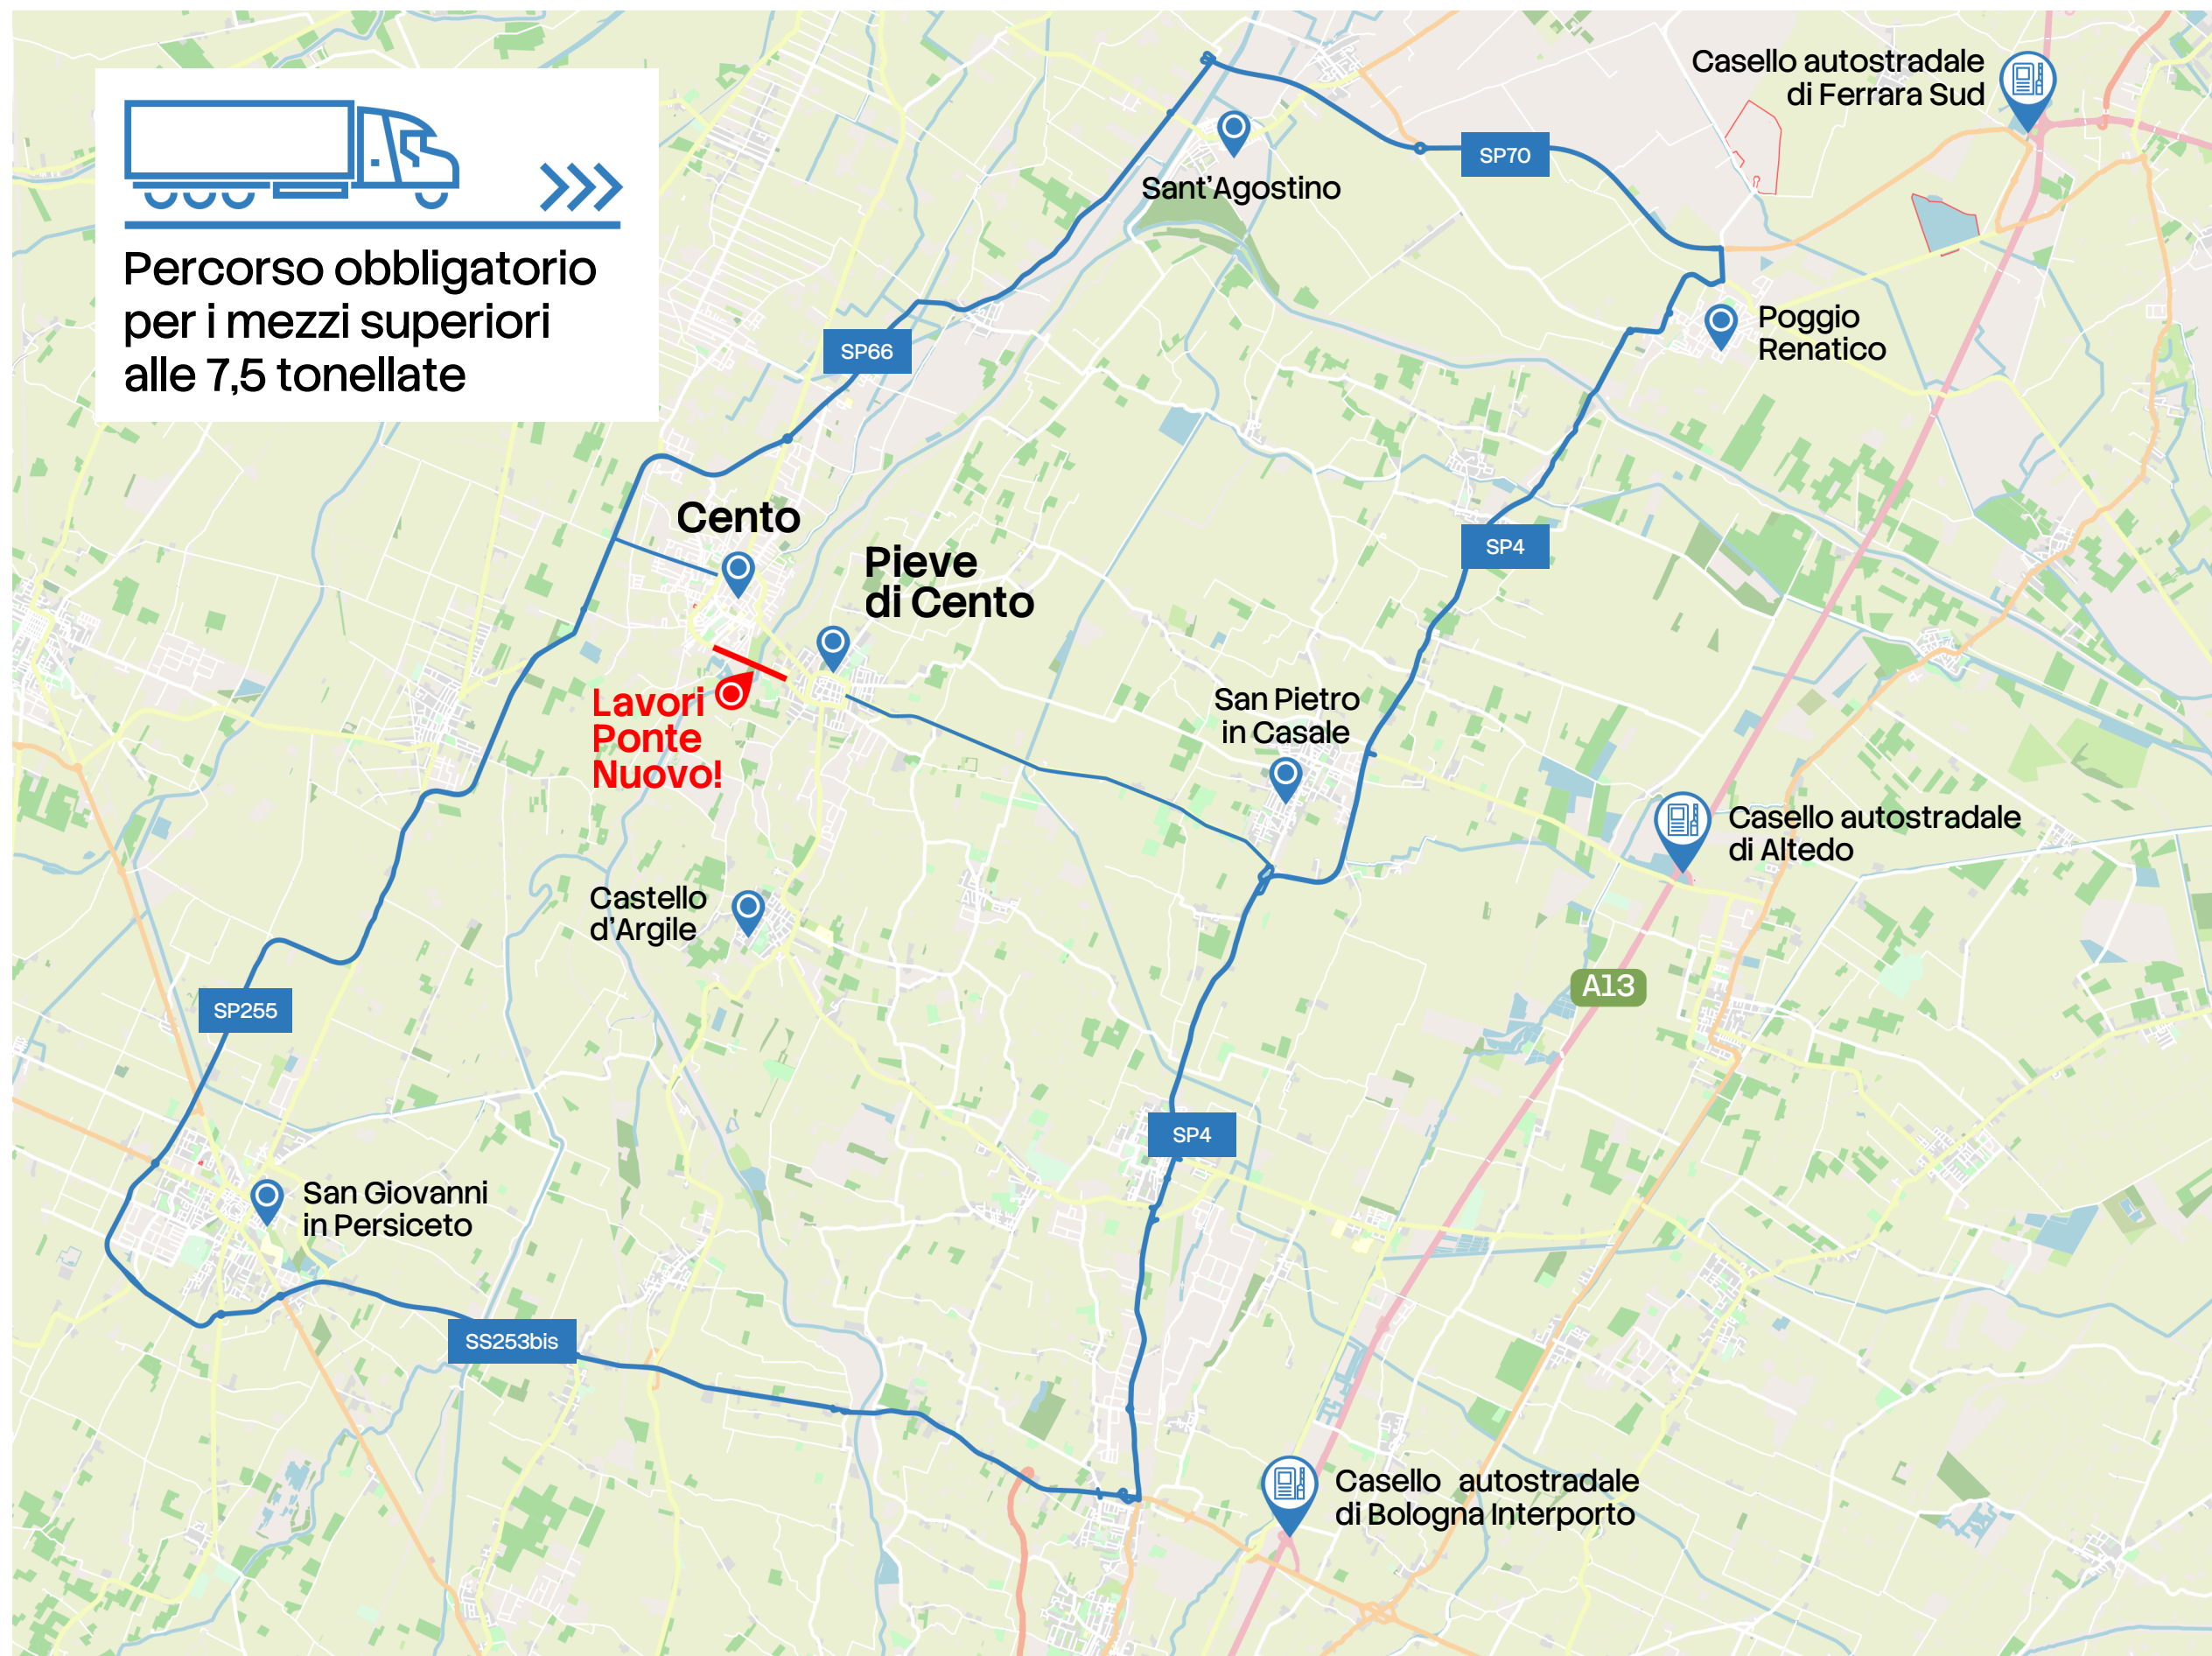 Percorso obbligatorio
per i mezzi superiori
alle 7,5 tonellate
Casello autostradale
di Ferrara Sud
SP70
Sant'Agostino
Poggio
Renatico
SP66
Cento
Pieve
di Cento
SP4
Lavori
Ponte
Nuovo!
San Pietro
in Casale
Casello autostradale
di Altedo
Castello
d'Argile
A13
SP255
SP4
San Giovanni
in Persiceto
SS253bis
Casello autostradale
di Bologna Interporto